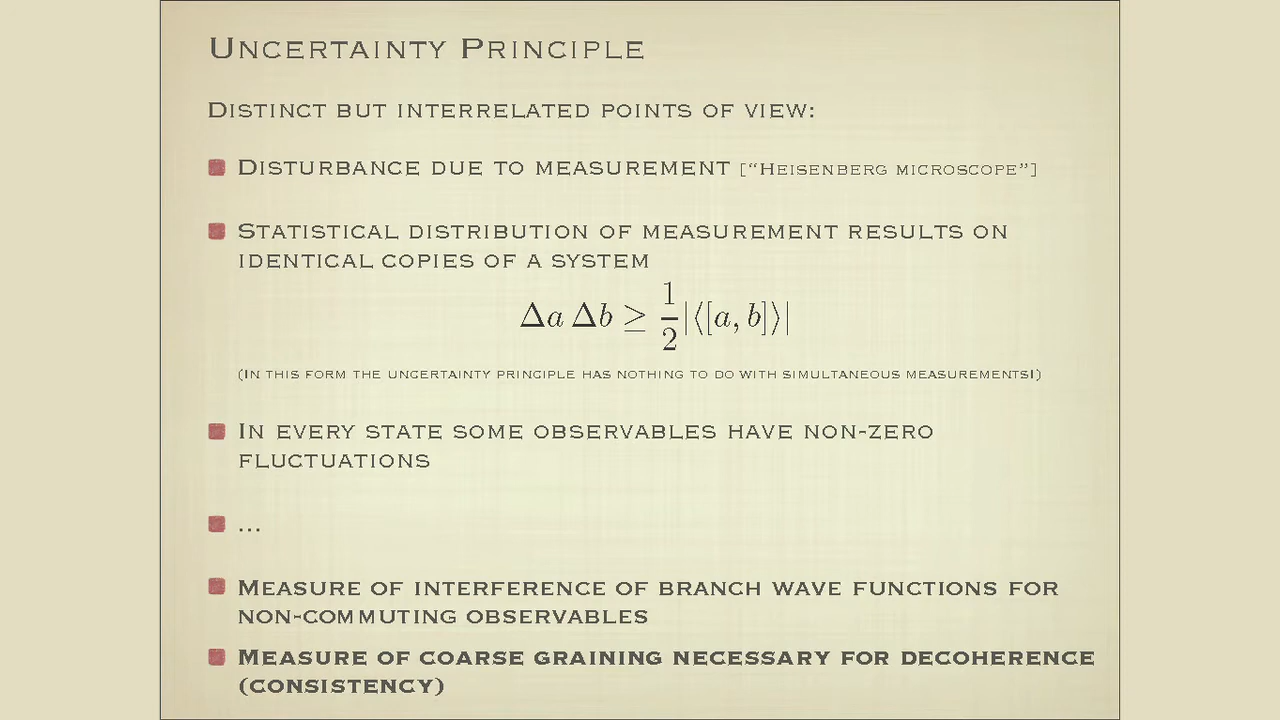 Uncertainty Principle
Distinct but interrelated points of view:
Disturbance due to measurement ["Heisenberg microscope"]
Statistical distribution of measurement results on
identical copies of a system
Δa Δb ≥ 1/2 |⟨[a, b]⟩|
(In this form the uncertainty principle has nothing to do with simultaneous measurements!)
In every state some observables have non-zero
fluctuations
...
Measure of interference of branch wave functions for
non-commuting observables
Measure of coarse graining necessary for decoherence
(consistency)